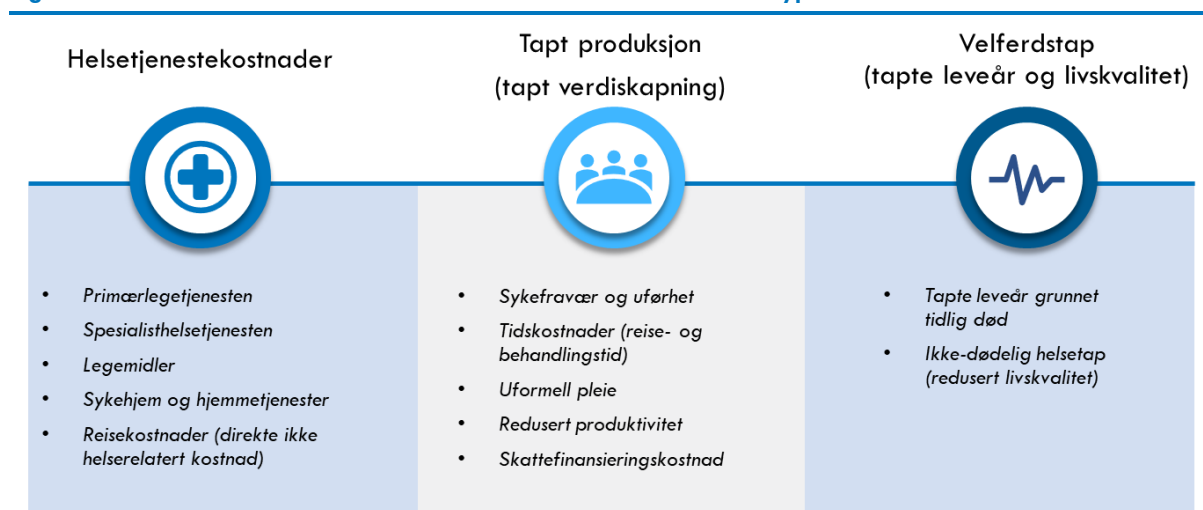 Helsetjenestekostnader
Tapt produksjon
(tapt verdiskapning)
Velferdstap
(tapte leveår og livskvalitet)
• Primærlegetjenesten
• Spesialisthelsetjenesten
• Legemidler
• Sykehjem og hjemmetjenester
• Reisekostnader (direkte ikke
helserelatert kostnad)
• Sykefravær og uførhet
• Tidskostnader (reise- og
behandlingstid)
• Uformell pleie
• Redusert produktivitet
• Skattefinansieringskostnad
• Tapte leveår grunnet
tidlig død
• Ikke-dødelig helsetap
(redusert livskvalitet)